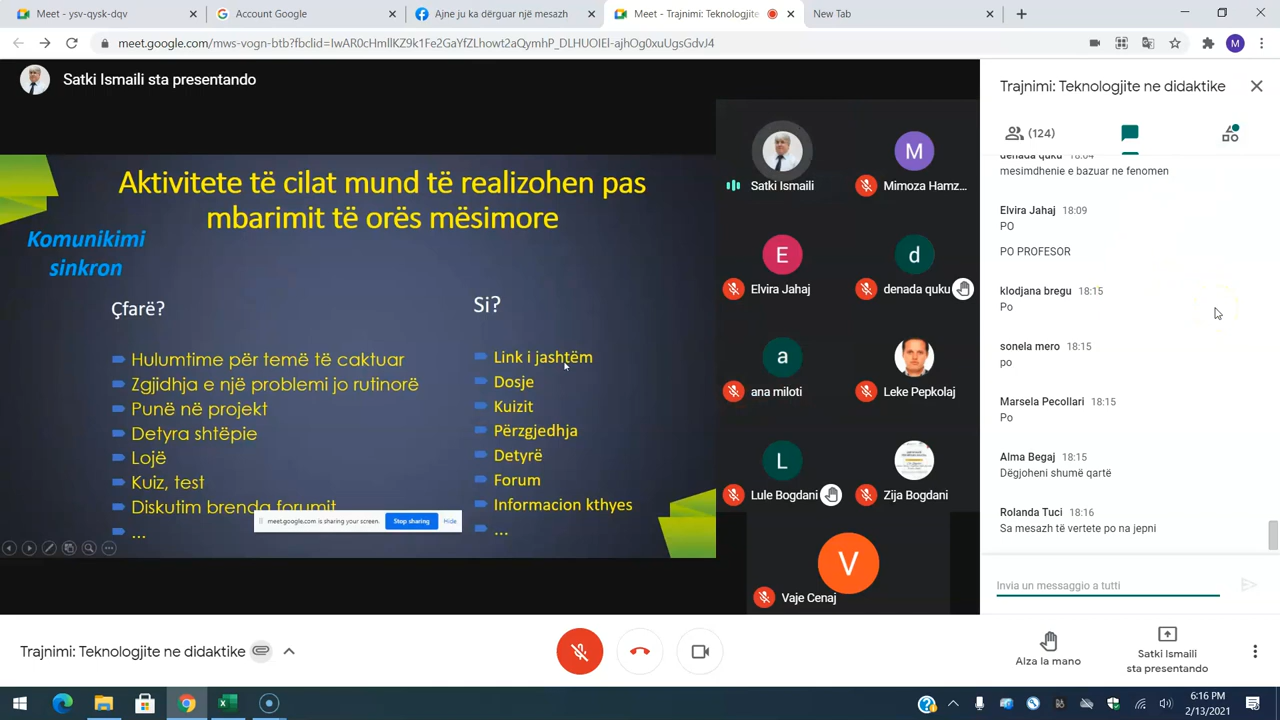 Meet - ysv-qysk-qdv
Account Google
Ajne ju ka dërguar një mesazh
Meet - Trajnimi: Teknologjite
New Tab
meet.google.com/mws-vogn-btb?fbclid=IwAR0cHmllKZ9k1Fe2GaYfZLhowt2aQymhP_DLHUOIEl-ajhOg0xuUgsGdvJ4
M
Satki Ismaili sta presentando
Aktivitete të cilat mund të realizohen pas
mbarimit të orës mësimore
Komunikimi
sinkron
Çfarë?
Hulumtime për temë të caktuar
Zgjidhja e një problemi jo rutinorë
Punë në projekt
Detyra shtëpie
Lojë
Kuiz, test
Diskutim brenda forumit
...
Si?
Link i jashtëm
Dosje
Kuizit
Përzgjedhja
Detyrë
Forum
Informacion kthyes
...
meet.google.com is sharing your screen.
Stop sharing
Hide
Satki Ismaili
M
Mimoza Hamz...
E
Elvira Jahaj
d
denada quku
a
ana miloti
Leke Pepkolaj
L
Lule Bogdani
Zija Bogdani
V
Vaje Cenaj
Trajnimi: Teknologjite ne didaktike
(124)
denada quku 18:04
mesimdhenie e bazuar ne fenomen
Elvira Jahaj 18:09
PO
PO PROFESOR
klodjana bregu 18:15
Po
sonela mero 18:15
po
Marsela Pecollari 18:15
Po
Alma Begaj 18:15
Dëgjoheni shumë qartë
Rolanda Tuci 18:16
Sa mesazh të vertete po na jepni
Invia un messaggio a tutti
Trajnimi: Teknologjite ne didaktike
Alza la mano
Satki Ismaili
sta presentando
6:16 PM
2/13/2021